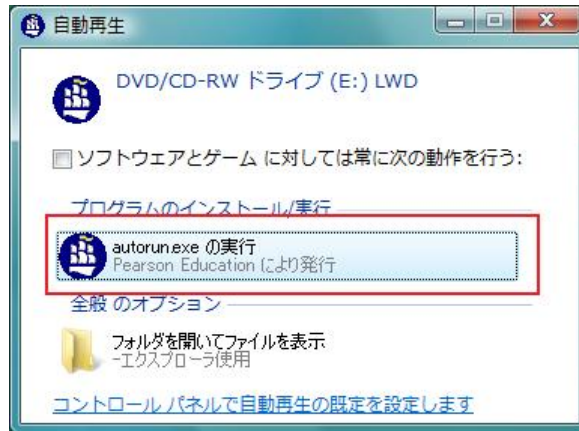 自動再生
DVD/CD-RW ドライブ (E:) LWD
ソフトウェアとゲーム に対しては常に次の動作を行う:
プログラムのインストール/実行
autorun.exe の実行
Pearson Education により発行
全般 のオプション
フォルダを開いてファイルを表示
-エクスプローラ使用
コントロール パネルで自動再生の既定を設定します